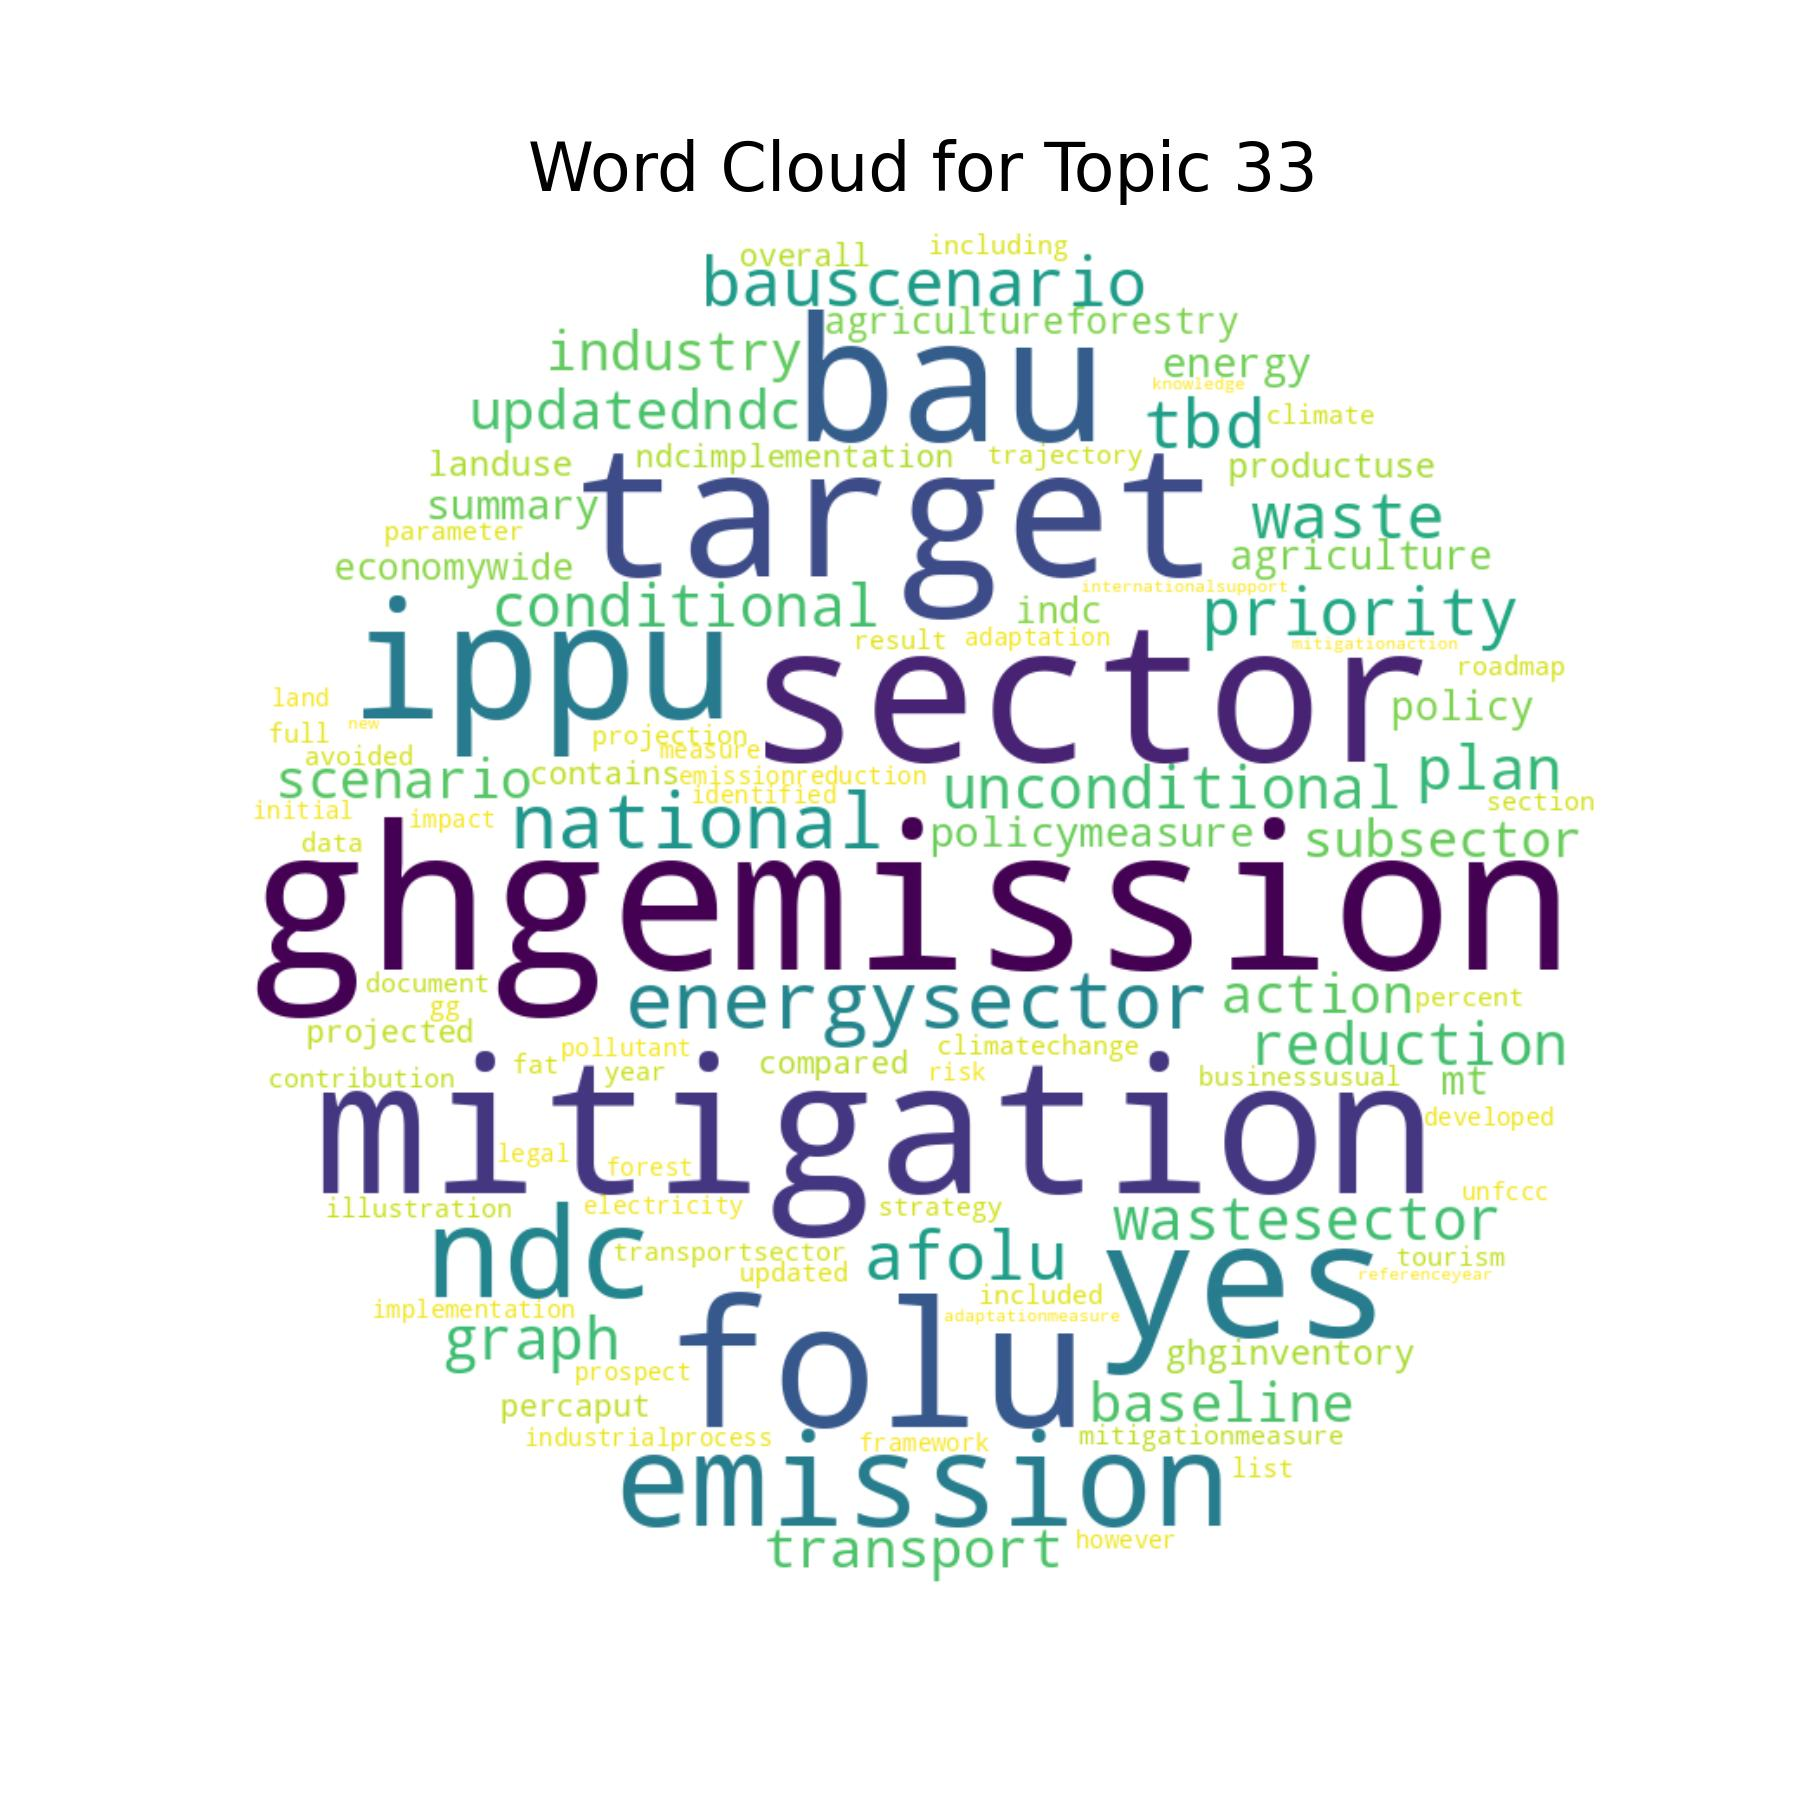 Word Cloud for Topic 33
overall including
bauscenario
agricultureforestry
industry bau energy
knowledge
updatedndc tbd climate
landuse ndcimplementation trajectory productuse
summary target waste
parameter
economywide agriculture
internationalsupport
conditional indc priority
result adaptation mitigationaction
ippu sector roadmap
land policy
full new projection
avoided measure
scenario contains emissionreduction unconditional plan
initial identified section
impact national policymeasure subsector
data
ghgemission
document energysector action percent
gg
projected reduction
pollutant climatechange
contribution fat year compared risk businessusual mt
mitigation developed
legal forest
illustration electricity strategy unfccc
wastesector
ndc transportsector afolu yes tourism
updated referenceyear
implementation included
adaptationmeasure
graph folu ghginventory
prospect
percaput baseline
industrialprocess framework mitigationmeasure
emission list
transport however